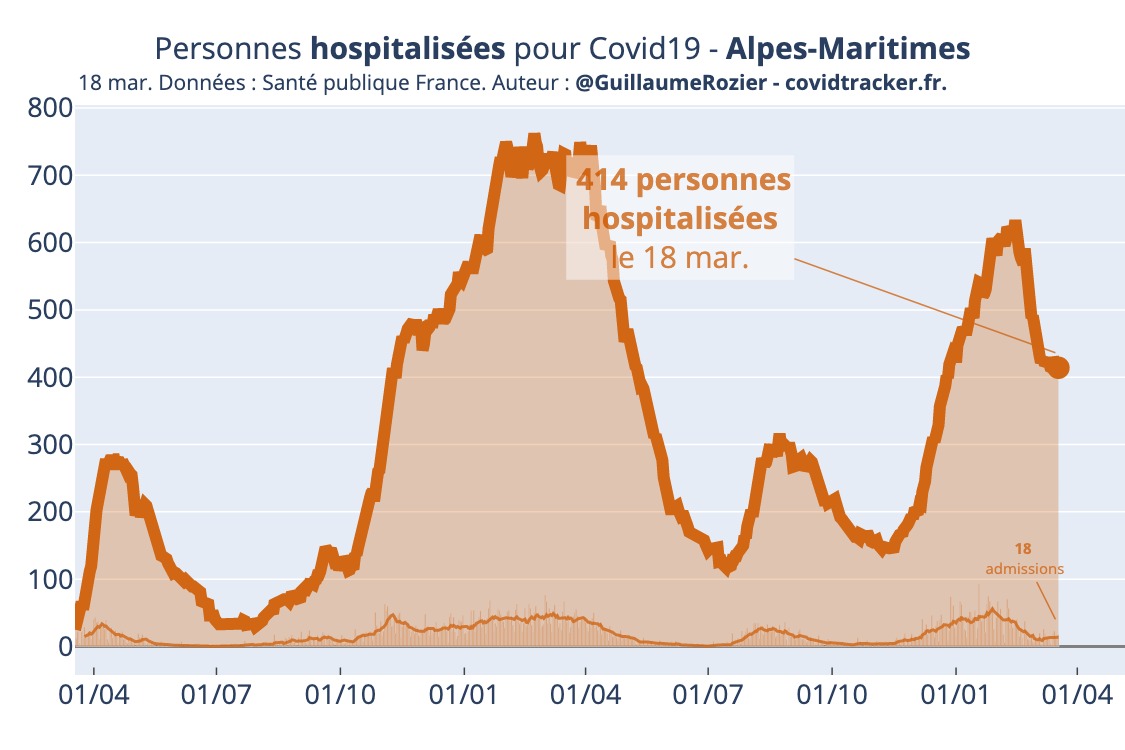 Personnes hospitalisées pour Covid19 - Alpes-Maritimes
18 mar. Données : Santé publique France. Auteur : @GuillaumeRozier - covidtracker.fr.
800
700
414 personnes
hospitalisées
le 18 mar.
600
500
400
300
200
18
admissions
100
0
01/04 01/07 01/10 01/01 01/04 01/07 01/10 01/01 01/04